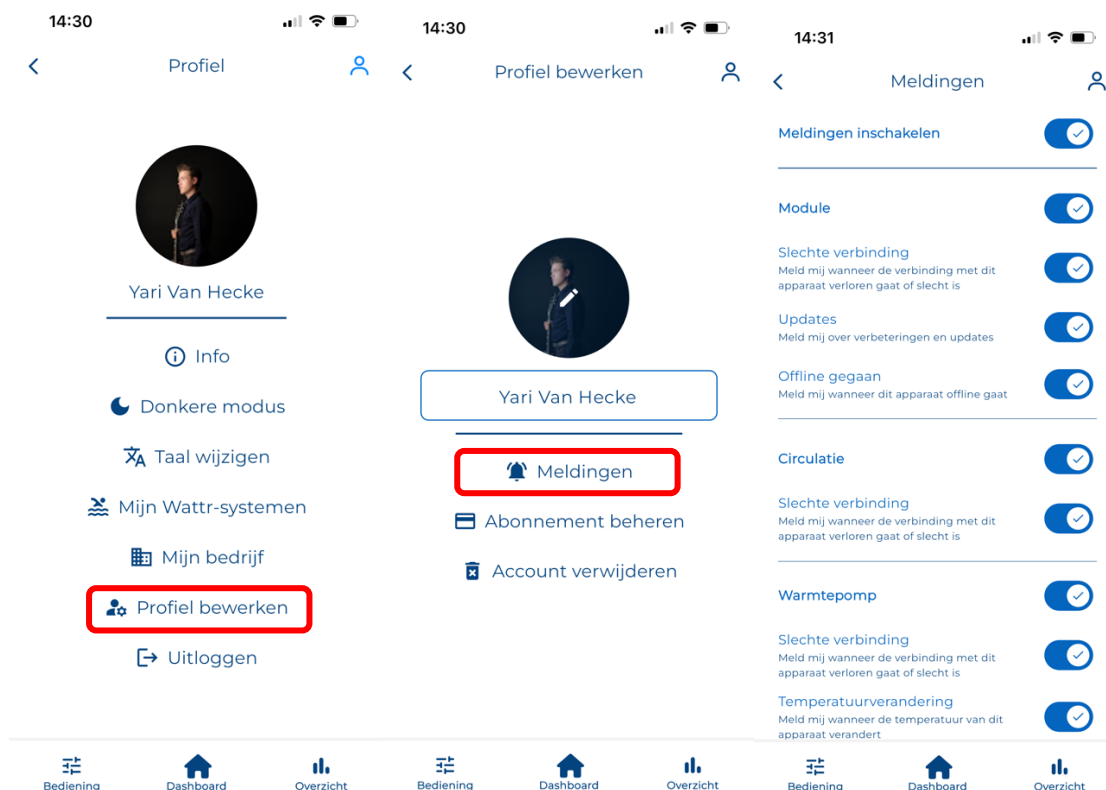 14:30
Profiel
Yari Van Hecke
Info
Donkere modus
Taal wijzigen
Mijn Wattr-systemen
Mijn bedrijf
Profiel bewerken
Uitloggen
Bediening
Dashboard
Overzicht
14:30
Profiel bewerken
Yari Van Hecke
Meldingen
Abonnement beheren
Account verwijderen
Bediening
Dashboard
Overzicht
14:31
Meldingen
Meldingen inschakelen
Module
Slechte verbinding
Meld mij wanneer de verbinding met dit
apparaat verloren gaat of slecht is
Updates
Meld mij over verbeteringen en updates
Offline gegaan
Meld mij wanneer dit apparaat offline gaat
Circulatie
Slechte verbinding
Meld mij wanneer de verbinding met dit
apparaat verloren gaat of slecht is
Warmtepomp
Slechte verbinding
Meld mij wanneer de verbinding met dit
apparaat verloren gaat of slecht is
Temperatuurverandering
Meld mij wanneer de temperatuur van dit
apparaat verandert
Bediening
Dashboard
Overzicht